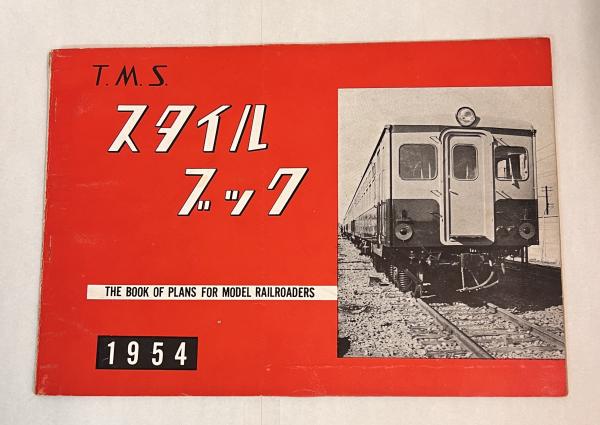 T.M.S.
スタイル
ブック
THE BOOK OF PLANS FOR MODEL RAILROADERS
1954